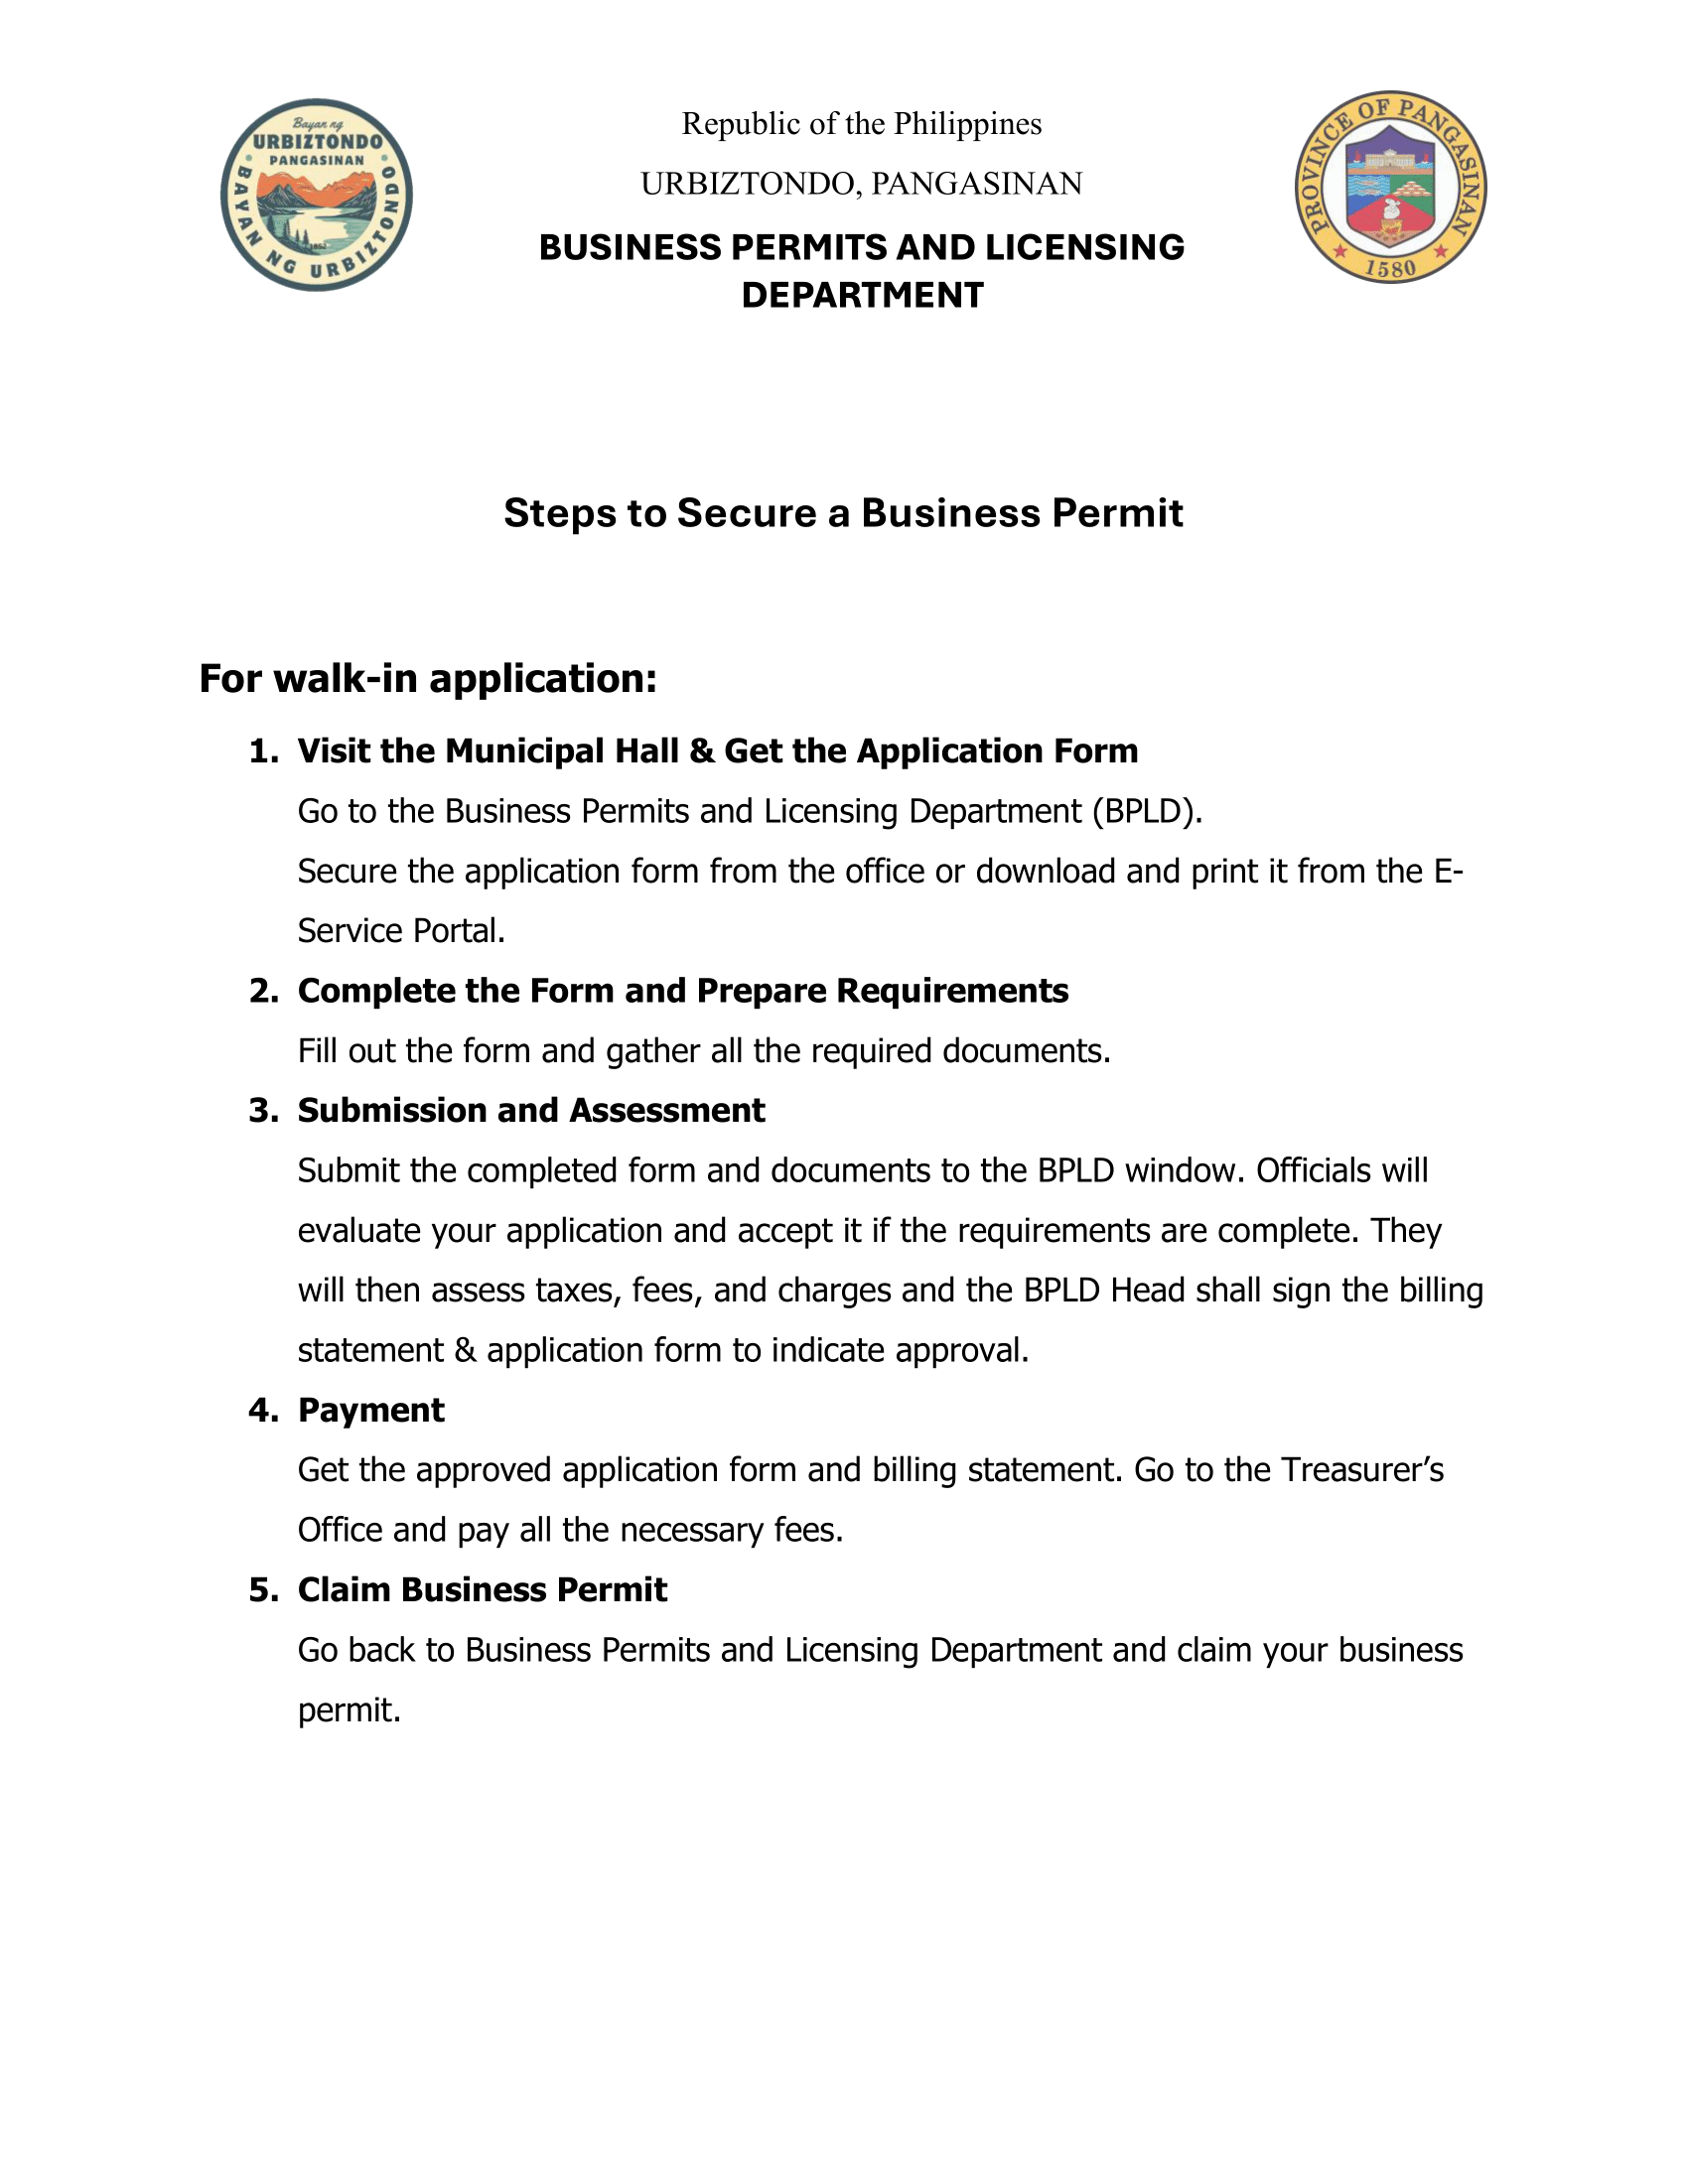 Bayan ng
URBIZTONDO
PANGASINAN
BAYAN NG URBIZTONDO
1852
Republic of the Philippines
URBIZTONDO, PANGASINAN
BUSINESS PERMITS AND LICENSING
DEPARTMENT
PROVINCE OF PANGASINAN
1580
Steps to Secure a Business Permit
For walk-in application:
1. Visit the Municipal Hall & Get the Application Form
Go to the Business Permits and Licensing Department (BPLD).
Secure the application form from the office or download and print it from the E-
Service Portal.
2. Complete the Form and Prepare Requirements
Fill out the form and gather all the required documents.
3. Submission and Assessment
Submit the completed form and documents to the BPLD window. Officials will
evaluate your application and accept it if the requirements are complete. They
will then assess taxes, fees, and charges and the BPLD Head shall sign the billing
statement & application form to indicate approval.
4. Payment
Get the approved application form and billing statement. Go to the Treasurer’s
Office and pay all the necessary fees.
5. Claim Business Permit
Go back to Business Permits and Licensing Department and claim your business
permit.